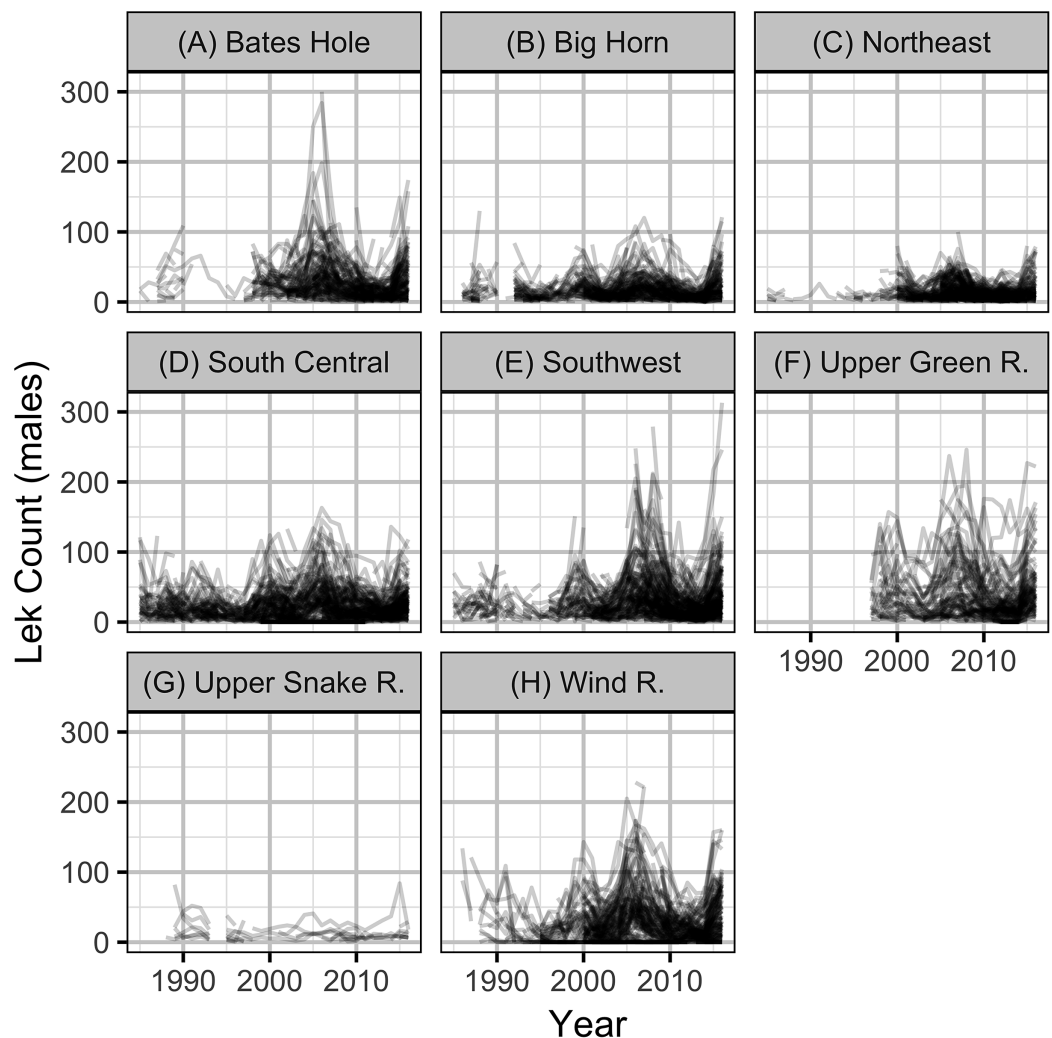 (A) Bates Hole
(B) Big Horn
(C) Northeast
300
200
100
0
(D) South Central
(E) Southwest
(F) Upper Green R.
300
200
100
0
1990
2000
2010
(G) Upper Snake R.
(H) Wind R.
300
200
100
0
1990
2000
2010
1990
2000
2010
Lek Count (males)
Year